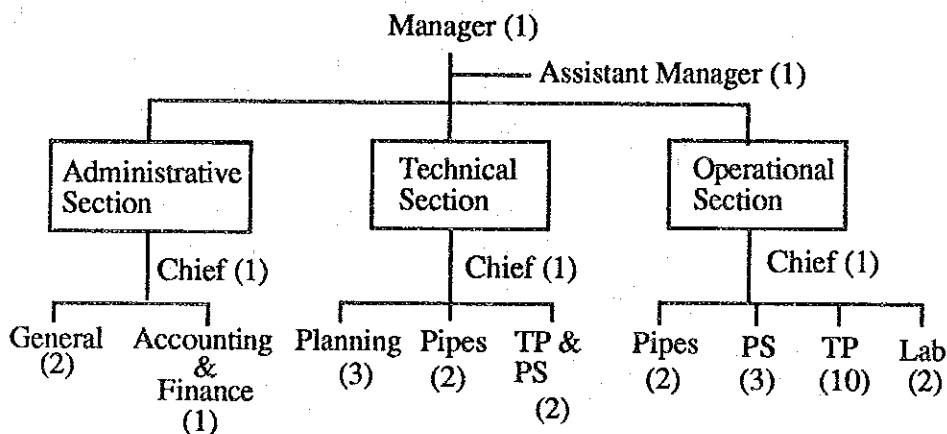 Manager (1)
Assistant Manager (1)
Administrative
Section
Technical
Section
Operational
Section
Chief (1)
Chief (1)
Chief (1)
General
(2)
Accounting
&
Finance
(1)
Planning
(3)
Pipes
(2)
TP &
PS
(2)
Pipes
(2)
PS
(3)
TP
(10)
Lab
(2)